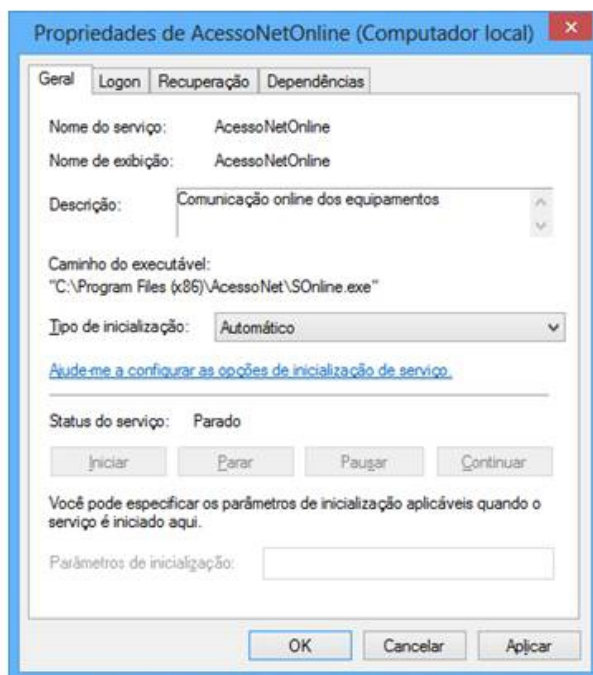 Propriedades de AcessoNetOnline (Computador local)
Geral Logon Recuperação Dependências
Nome do serviço: AcessoNetOnline
Nome de exibição: AcessoNetOnline
Descrição: Comunicação online dos equipamentos
Caminho do executável:
"C:\Program Files (x86)\AcessoNet\SOnline.exe"
Tipo de inicialização: Automático
Ajude-me a configurar as opções de inicialização de serviço.
Status do serviço: Parado
Iniciar Parar Pausar Continuar
Você pode especificar os parâmetros de inicialização aplicáveis quando o
serviço é iniciado aqui.
Parâmetros de inicialização:
OK Cancelar Aplicar